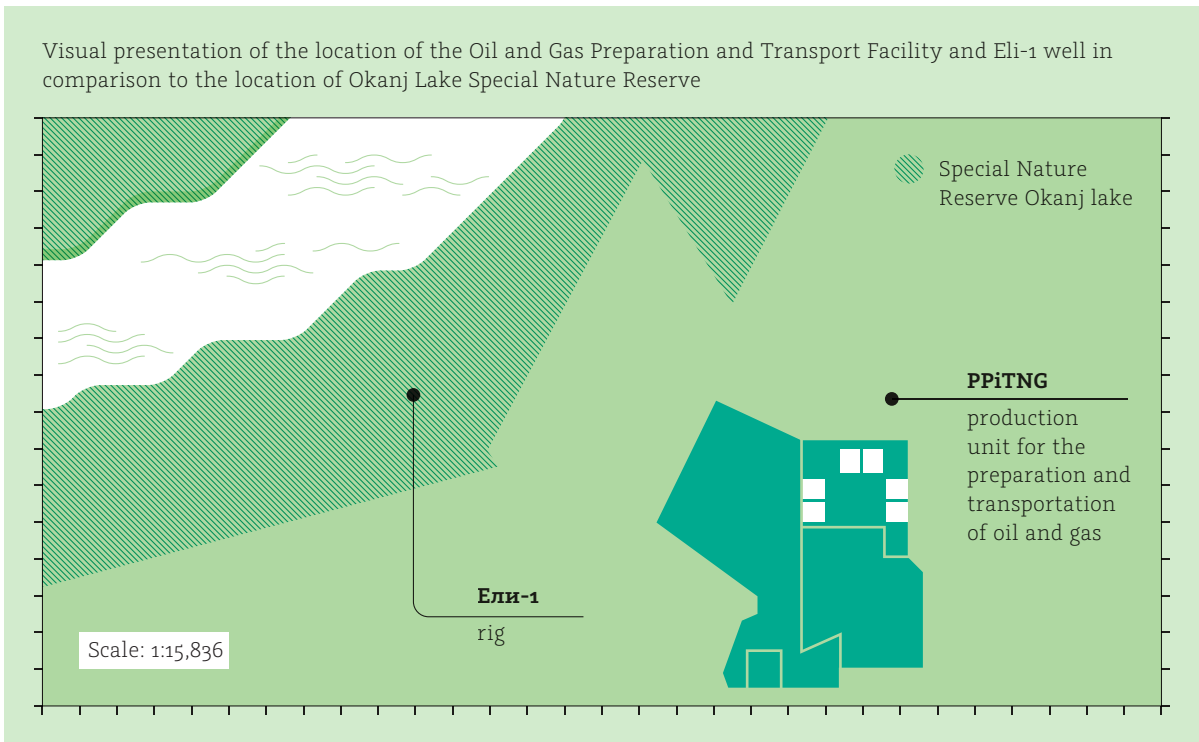 Visual presentation of the location of the Oil and Gas Preparation and Transport Facility and Eli-1 well in
comparison to the location of Okanj Lake Special Nature Reserve
Special Nature
Reserve Okanj lake
PPiTNG
production
unit for the
preparation and
transportation
of oil and gas
Ели-1
rig
Scale: 1:15,836